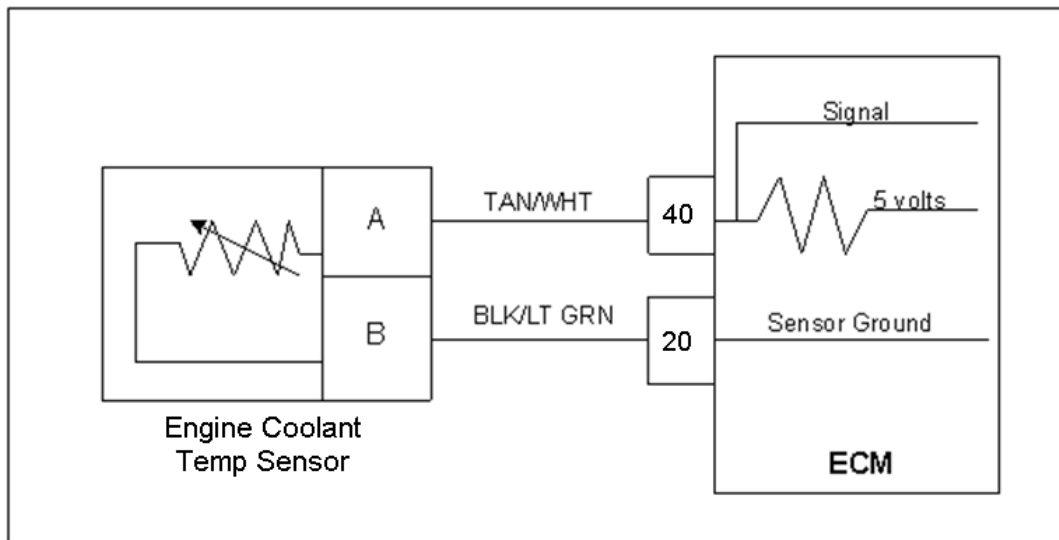 Signal
A
TAN/WHT
40
5 volts
B
BLK/LT GRN
20
Sensor Ground
Engine Coolant
Temp Sensor
ECM